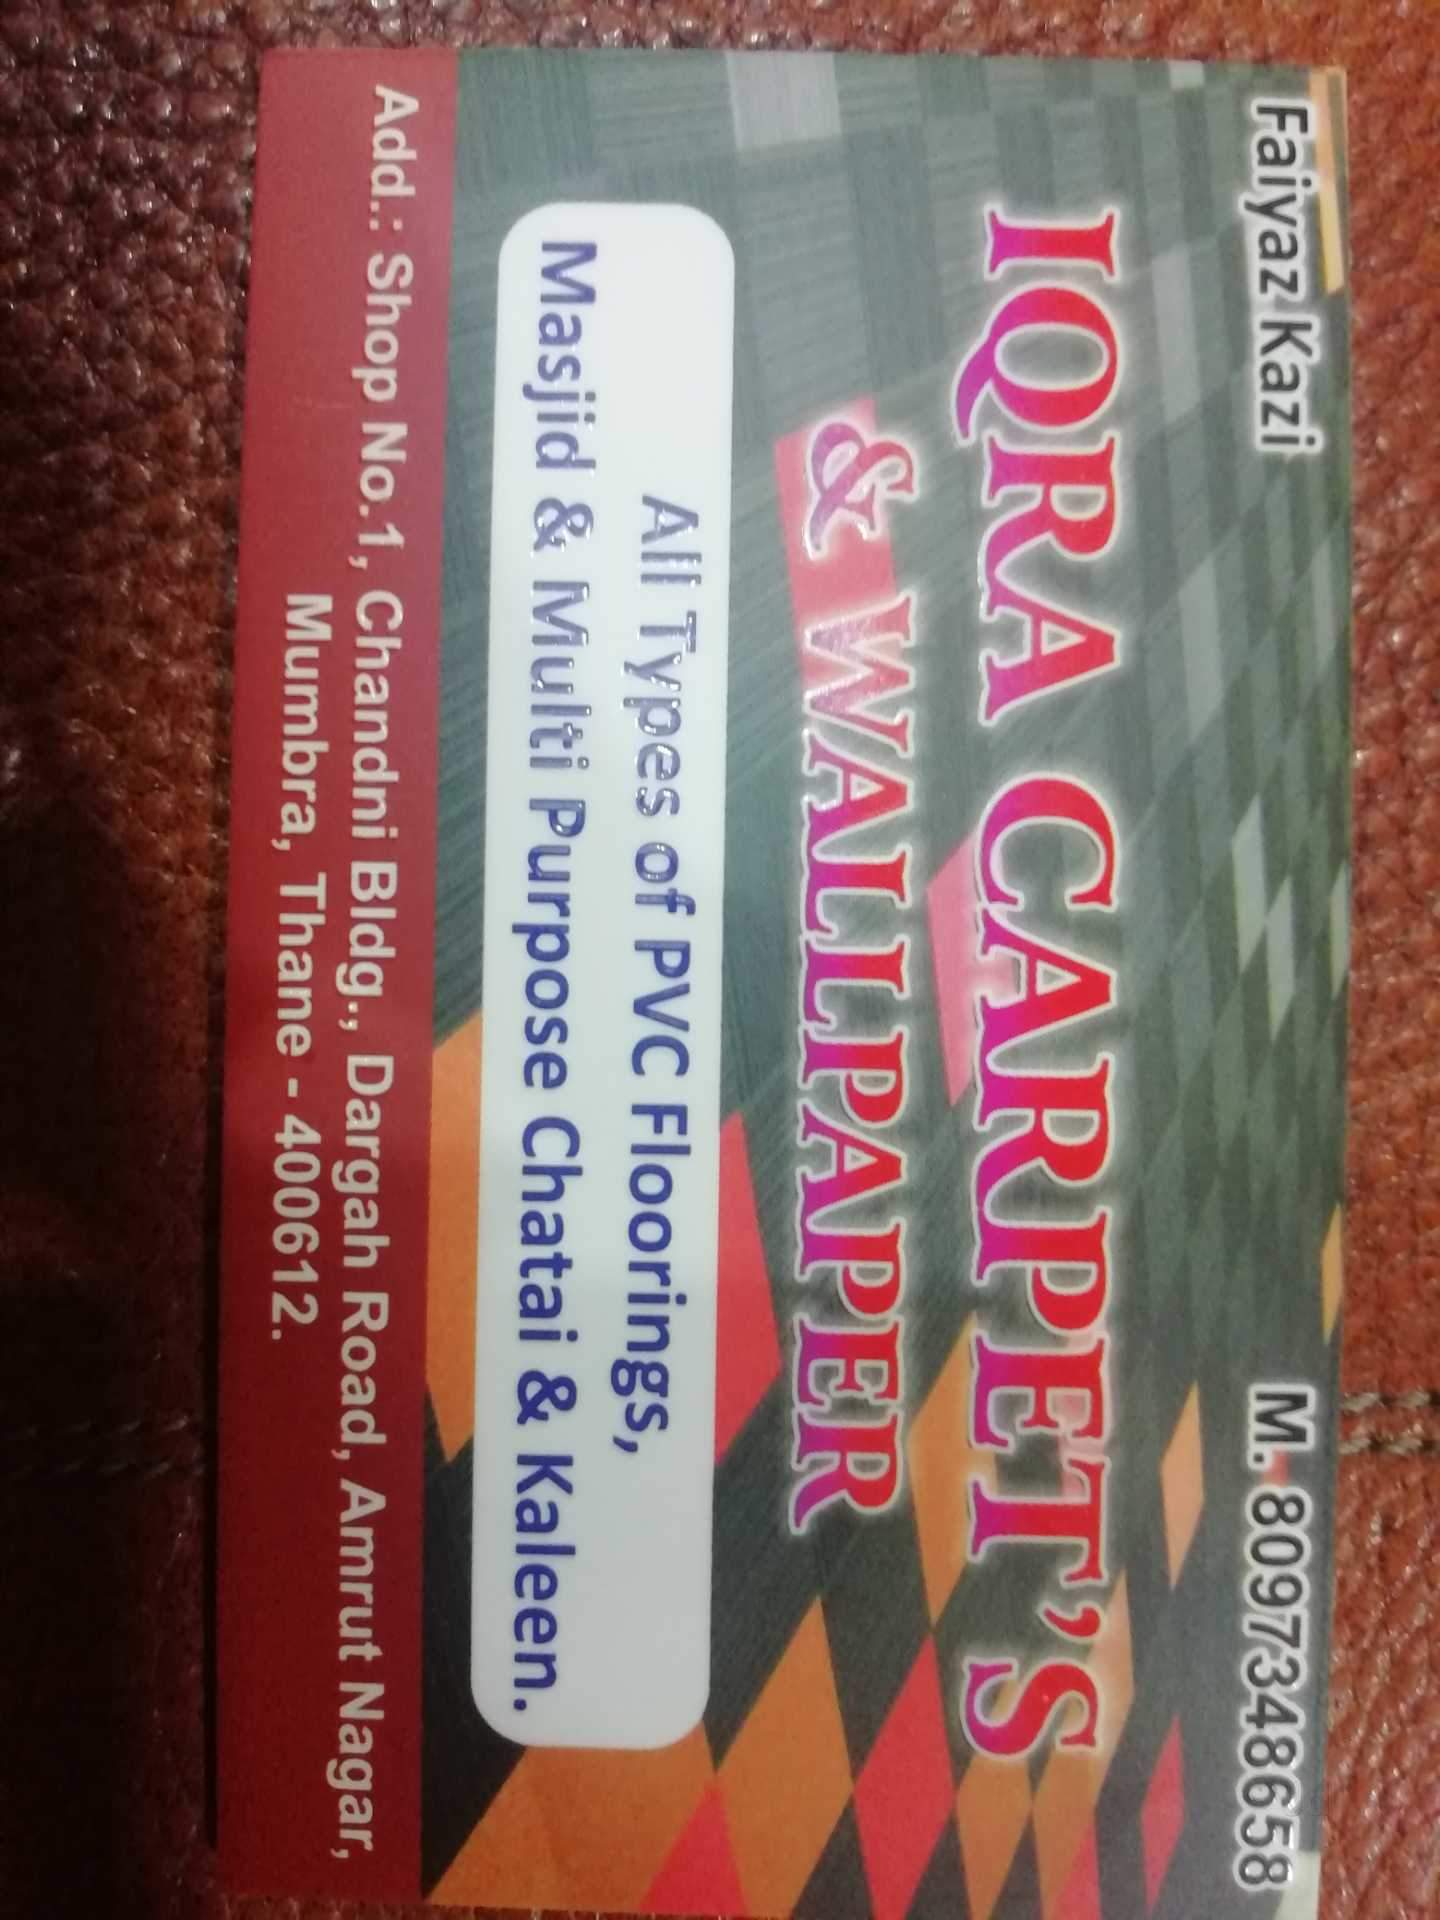 Faiyaz Kazi
M. 8097348658
IQRA CARPET'S
& WALLPAPER
All Types of PVC Floorings,
Masjid & Multi Purpose Chatai & Kaleen.
Add.: Shop No.1, Chandni Bldg., Dargah Road, Amrut Nagar,
Mumbra, Thane - 400612.